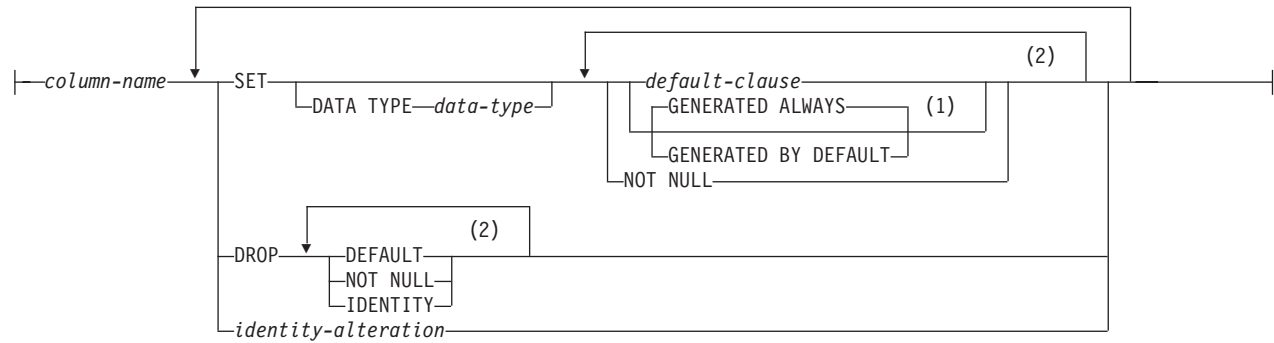 (2)
column-name SET default-clause
DATA TYPE data-type GENERATED ALWAYS (1)
GENERATED BY DEFAULT
NOT NULL
(2)
DROP DEFAULT
NOT NULL
IDENTITY
identity-alteration